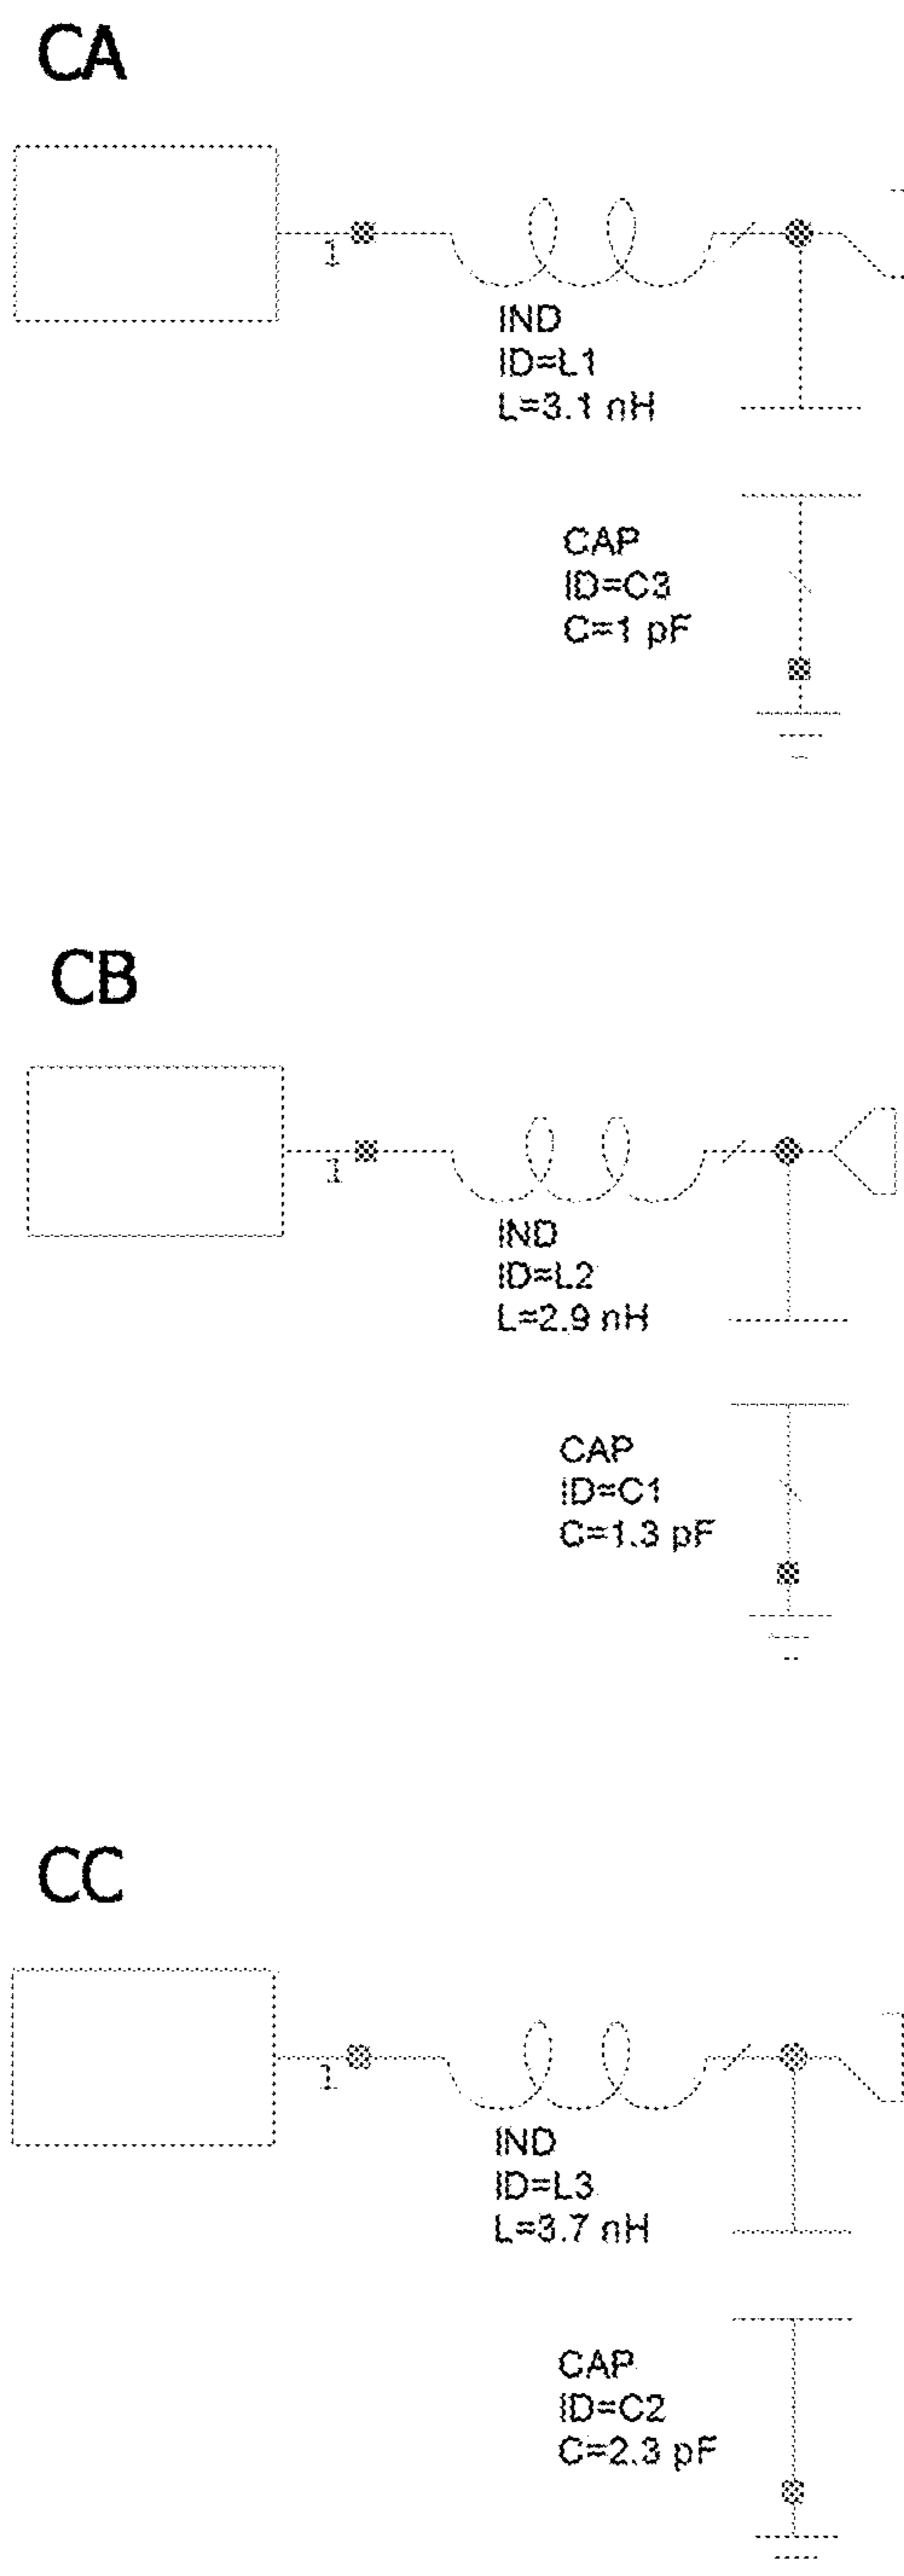 CA
1
IND
ID=L1
L=3.1 nH
CAP
ID=C3
C=1 pF
CB
1
IND
ID=L2
L=2.9 nH
CAP
ID=C1
C=1.3 pF
CC
1
IND
ID=L3
L=3.7 nH
CAP
ID=C2
C=2.3 pF